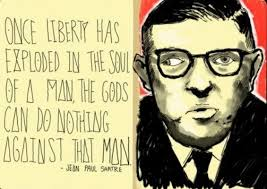 ONCE LIBERTY HAS
EXPLODED IN THE SOUL
OF A MAN, THE GODS
CAN DO NOTHING
AGAINST THAT MAN.
- JEAN PAUL SARTRE